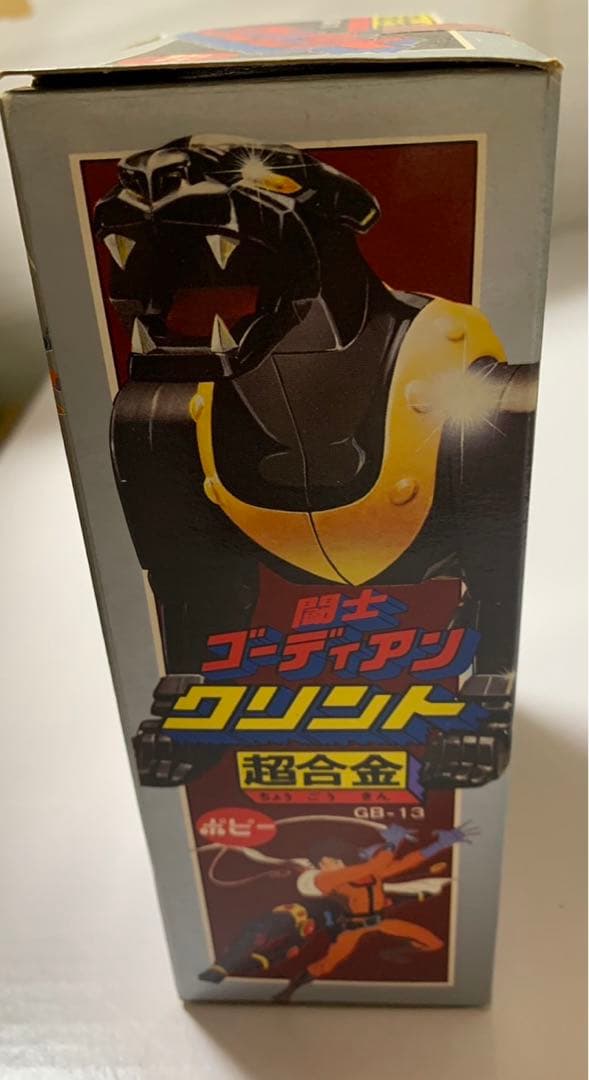 闘士
ゴーディアン
クリント
超合金
ちょう ごう きん
GB-13
ポピー